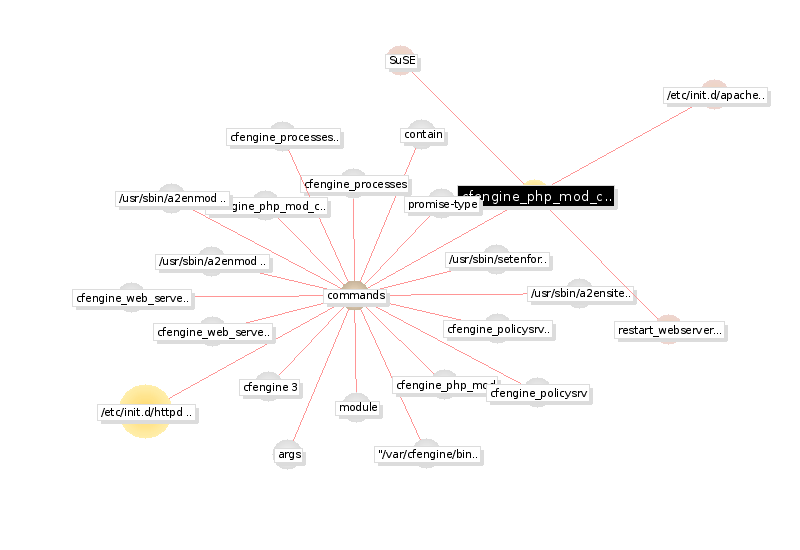 SuSE
/etc/init.d/apache..
cfengine_processes..
contain
cfengine_processes
/usr/sbin/a2enmod ..
gine_php_mod_c..
promise-type
cfengine_php_mod_c..
/usr/sbin/a2enmod ..
/usr/sbin/setenfor..
cfengine_web_serve..
commands
/usr/sbin/a2ensite..
cfengine_web_serve..
cfengine_policysrv..
restart_webserver...
cfengine 3
cfengine_php_mod
cfengine_policysrv
/etc/init.d/httpd ..
module
args
"/var/cfengine/bin..